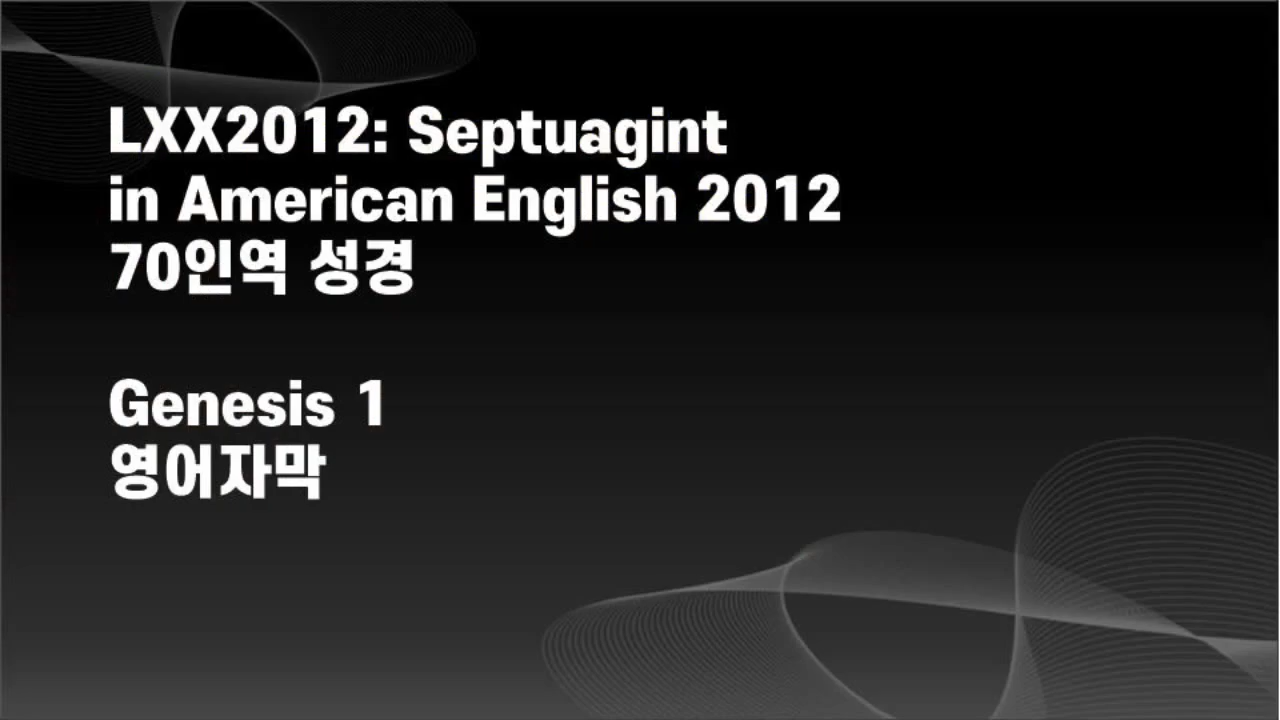 LXX2012: Septuagint
in American English 2012
70인역 성경
Genesis 1
영어자막